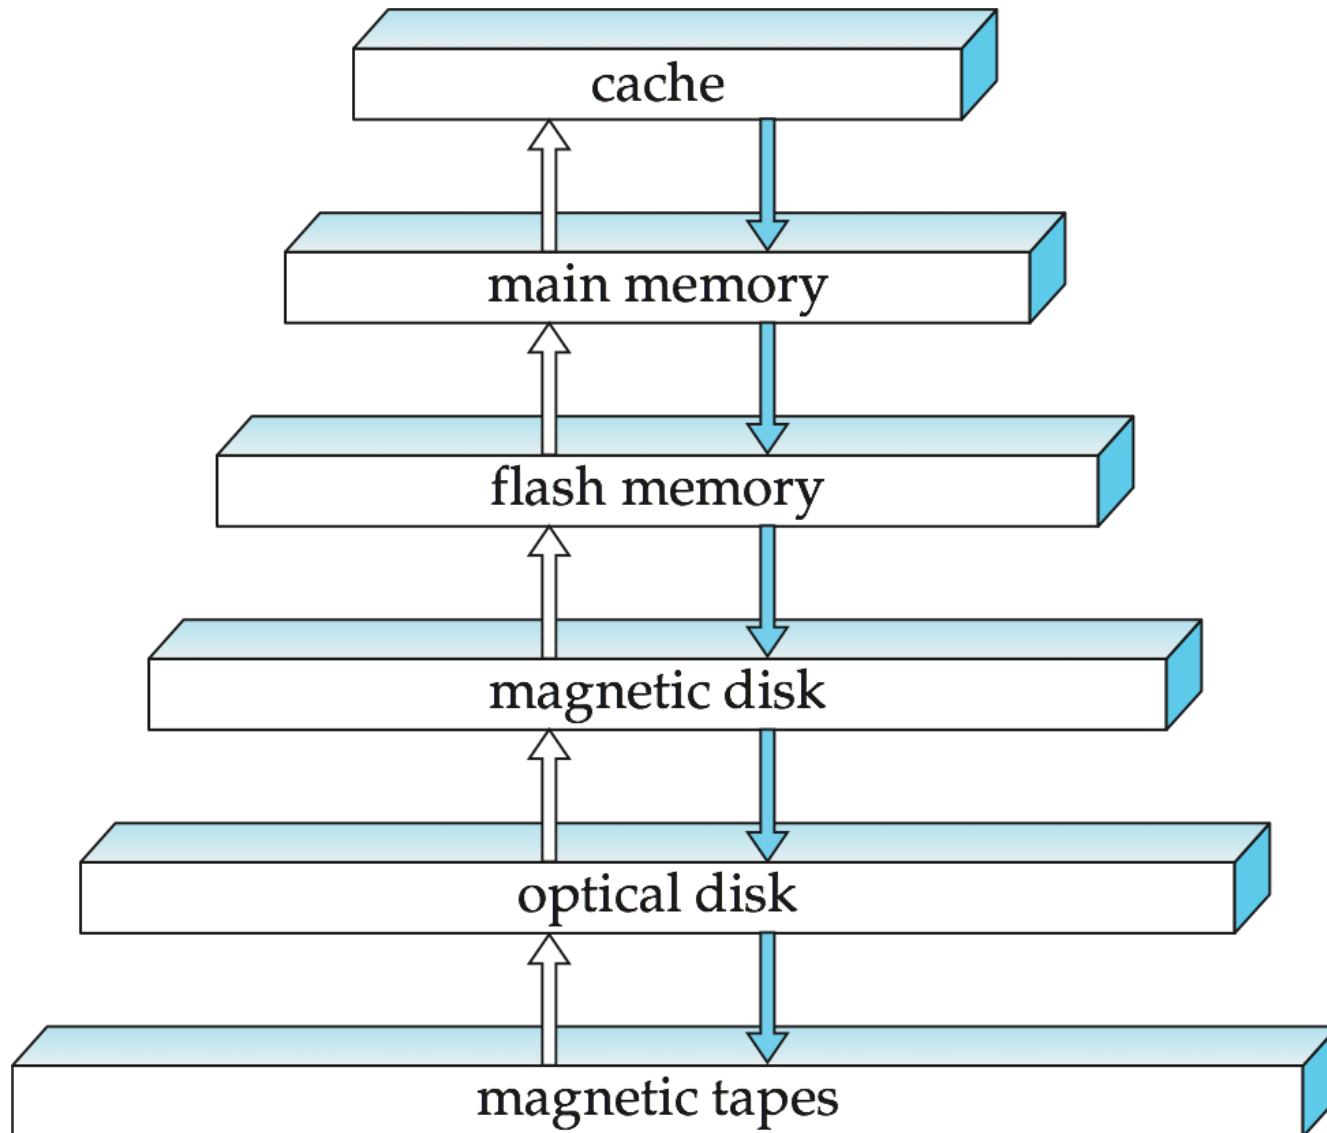 cache
main memory
flash memory
magnetic disk
optical disk
magnetic tapes